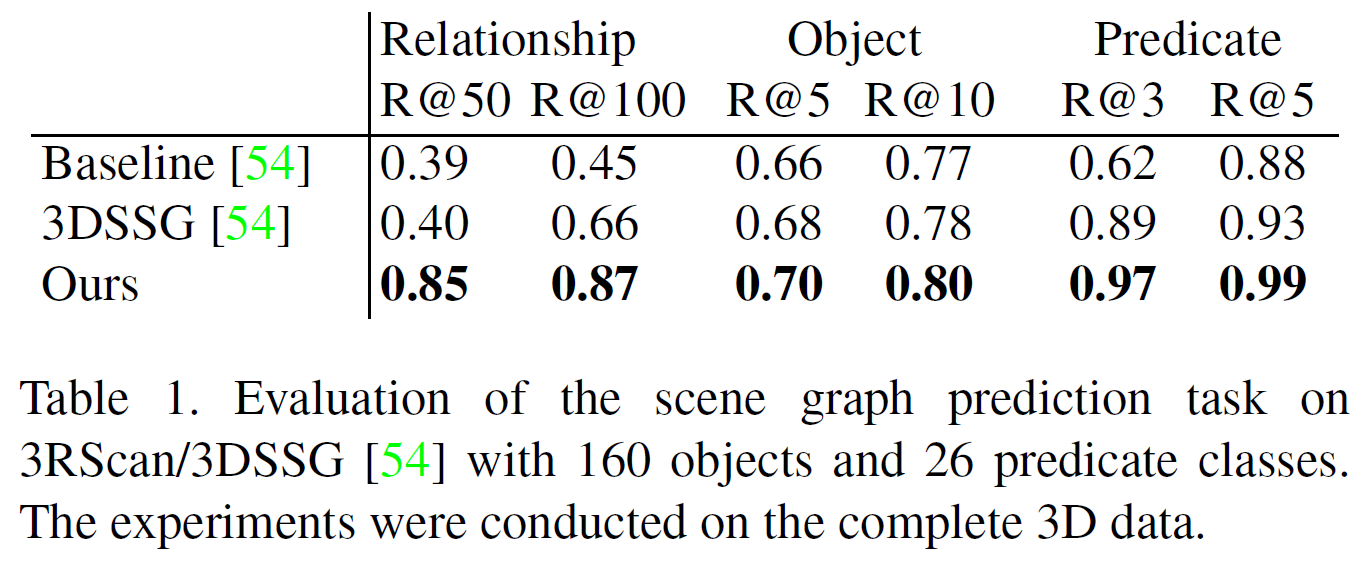 Relationship Object Predicate
R@50 R@100 R@5 R@10 R@3 R@5
Baseline [54] 0.39 0.45 0.66 0.77 0.62 0.88
3DSSG [54] 0.40 0.66 0.68 0.78 0.89 0.93
Ours 0.85 0.87 0.70 0.80 0.97 0.99
Table 1. Evaluation of the scene graph prediction task on
3RScan/3DSSG [54] with 160 objects and 26 predicate classes.
The experiments were conducted on the complete 3D data.